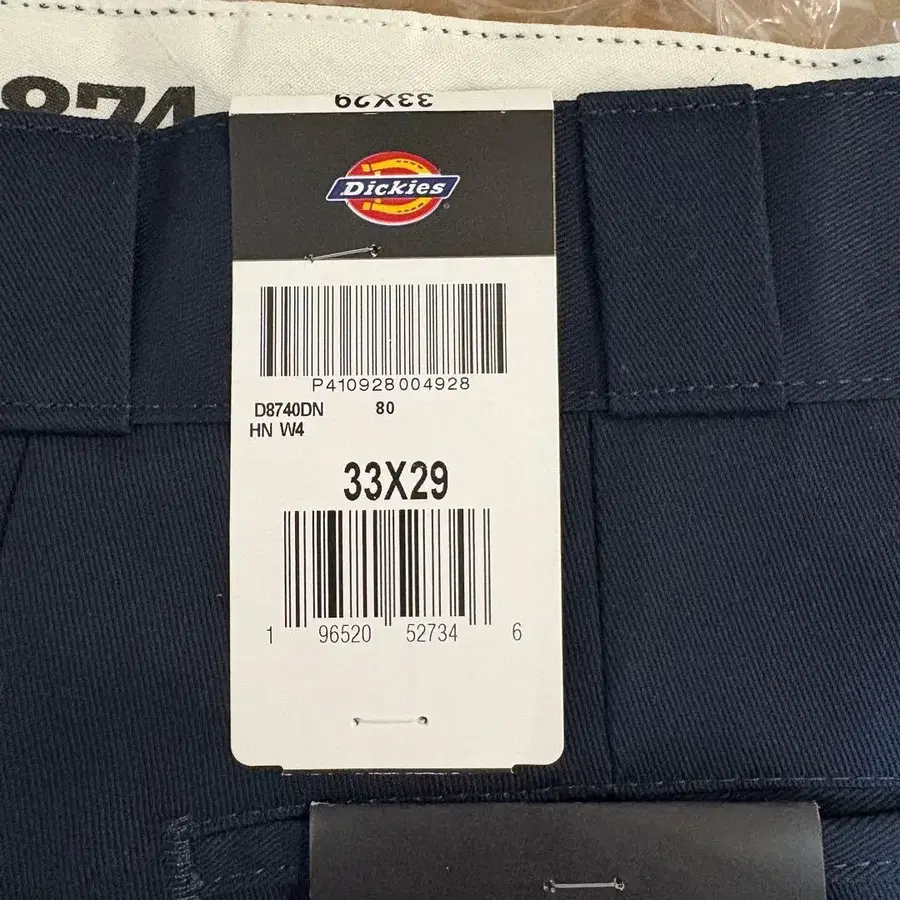 874
33X29
Dickies
®
P410928004928
D8740DN 80
HN W4
33X29
1 96520 52734 6